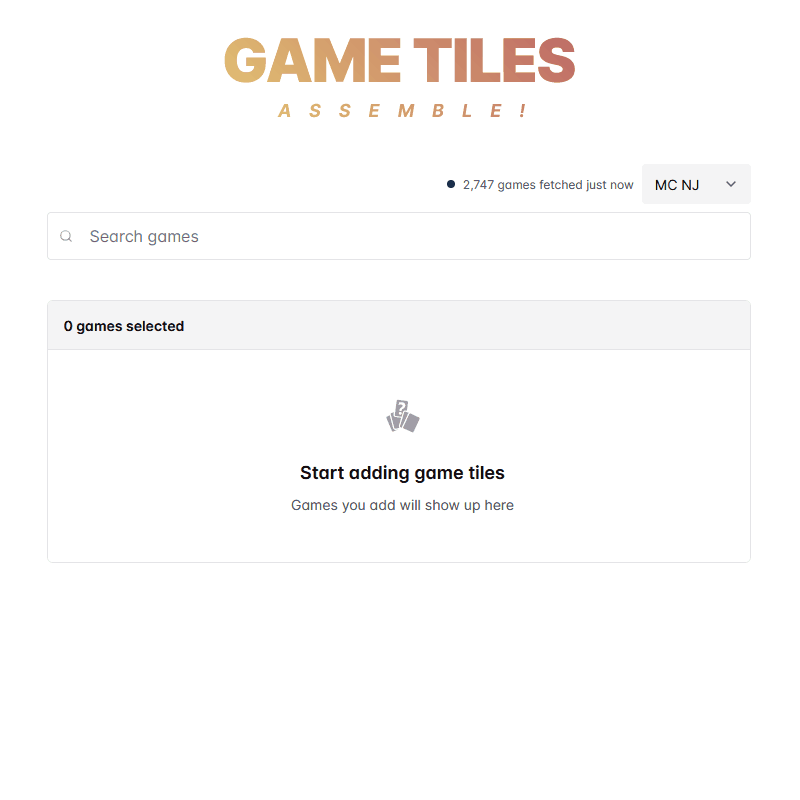 GAME TILES
ASSEMBLE!
2,747 games fetched just now
MC NJ
Search games
0 games selected
?
Start adding game tiles
Games you add will show up here